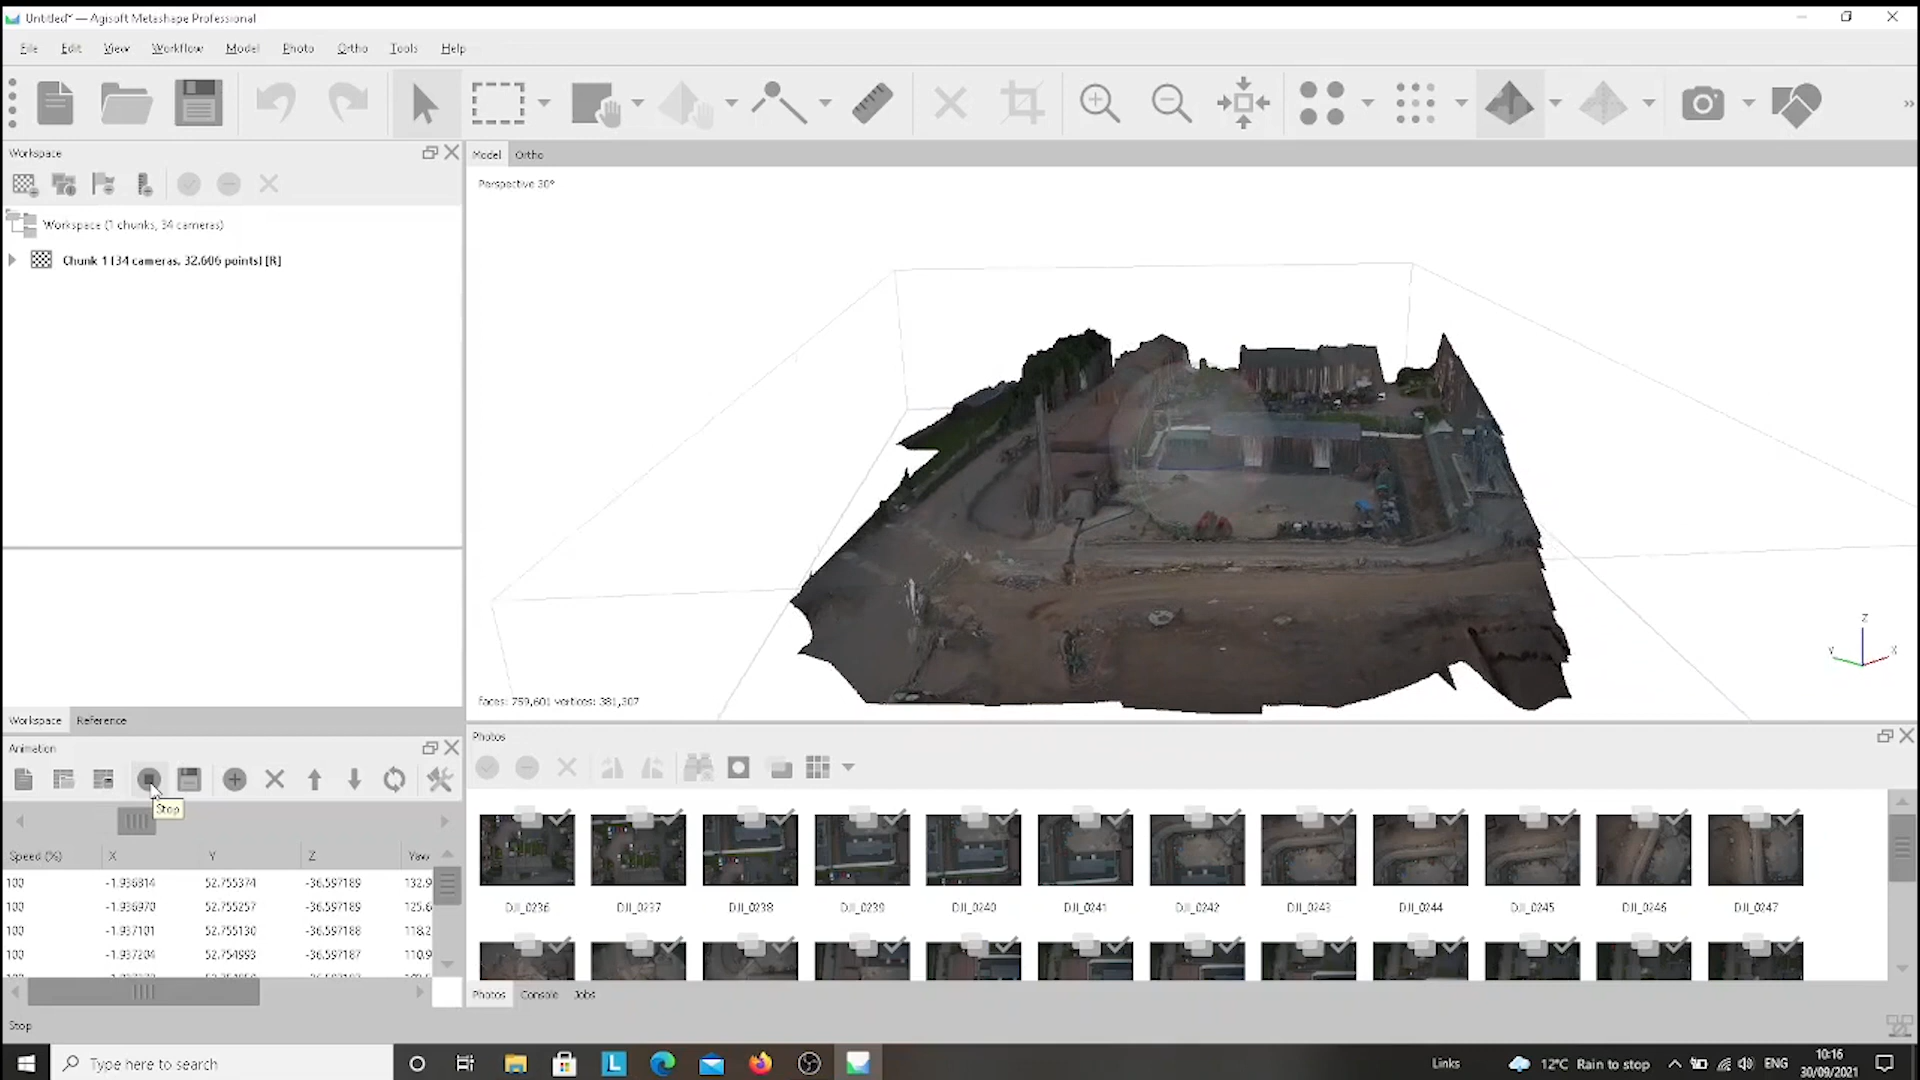 Untitled* — Agisoft Metashape Professional
File Edit View Workflow Model Photo Ortho Tools Help
Workspace
Model Ortho
Perspective 30°
Workspace (1 chunks, 34 cameras)
Chunk 1 (34 cameras, 32,606 points) [R]
Z
Y X
faces: 759,601 vertices: 381,307
Workspace Reference
Animation
Photos
Stop
Speed (%) X Y Z Yaw
100 -1.936814 52.755374 -36.597189 132.9
100 -1.936970 52.755257 -36.597189 125.6
100 -1.937101 52.755130 -36.597188 118.2
100 -1.937204 52.754993 -36.597187 110.9
DJI_0236 DJI_0237 DJI_0238 DJI_0239 DJI_0240 DJI_0241 DJI_0242 DJI_0243 DJI_0244 DJI_0245 DJI_0246 DJI_0247
Photos Console Jobs
Stop
Type here to search
L
Links
12°C Rain to stop
ENG
10:16
30/09/2021